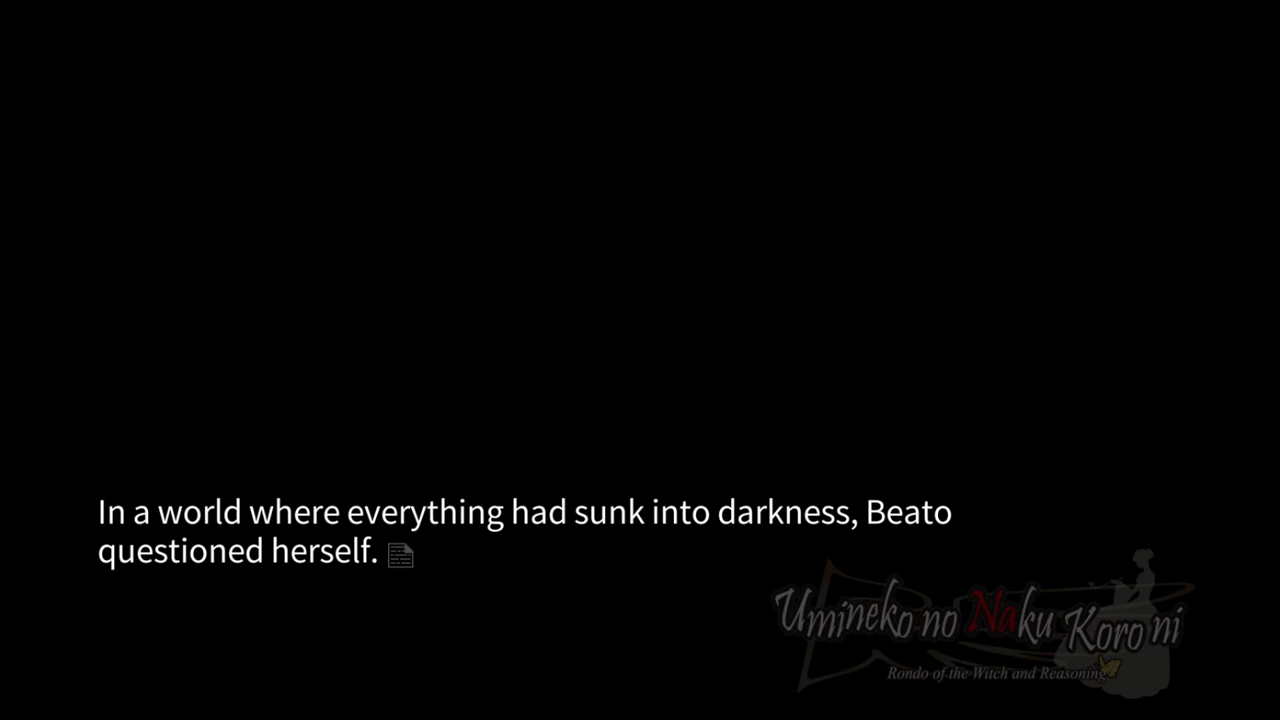 In a world where everything had sunk into darkness, Beato
questioned herself.
Umineko no Naku Koro ni
Rondo of the Witch and Reasoning